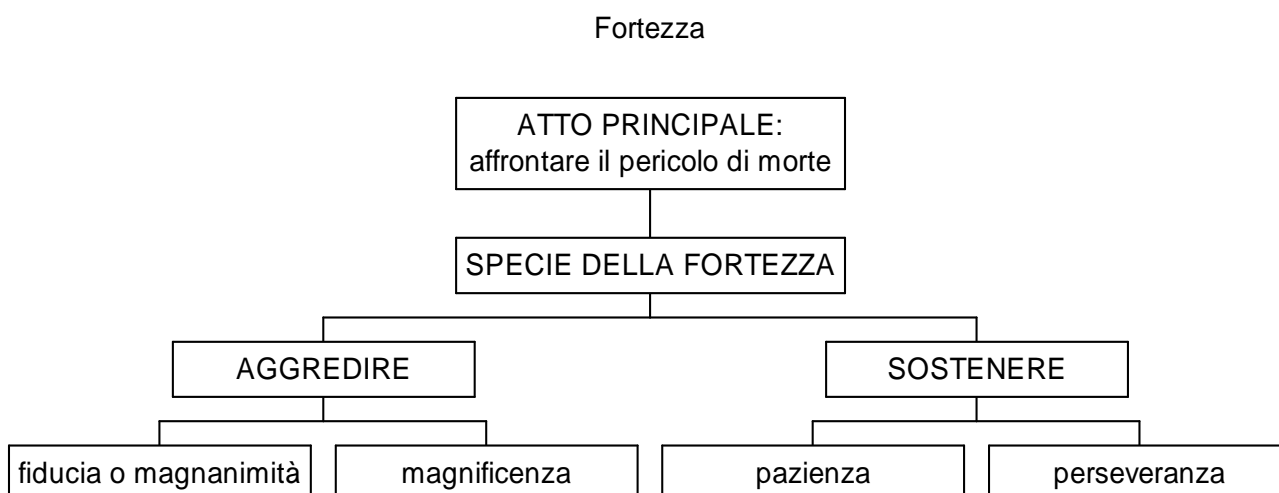 Fortezza
ATTO PRINCIPALE:
affrontare il pericolo di morte
SPECIE DELLA FORTEZZA
AGGREDIRE
SOSTENERE
fiducia o magnanimità
magnificenza
pazienza
perseveranza